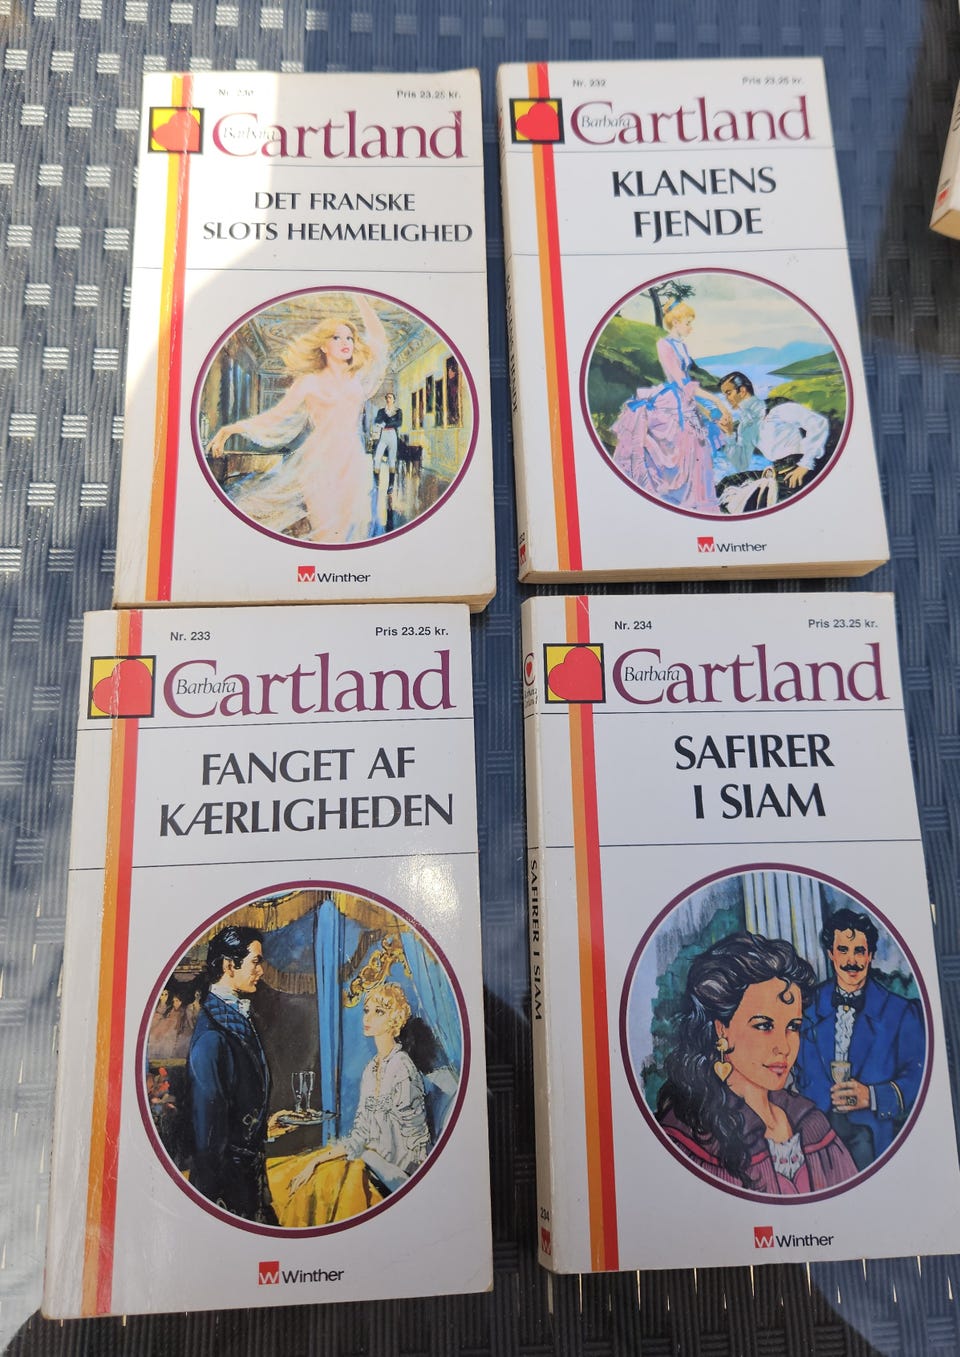 Nr. 230
Pris 23.25 kr.
Barbara Cartland
DET FRANSKE
SLOTS HEMMELIGHED
W Winther
Nr. 232
Pris 23.25 kr.
Barbara Cartland
KLANENS
FJENDE
W Winther
232
Nr. 233
Pris 23.25 kr.
Barbara Cartland
FANGET AF
KÆRLIGHEDEN
W Winther
Nr. 234
Pris 23.25 kr.
Barbara Cartland
SAFIRER
I SIAM
W Winther
SAFIRER I SIAM
234
W